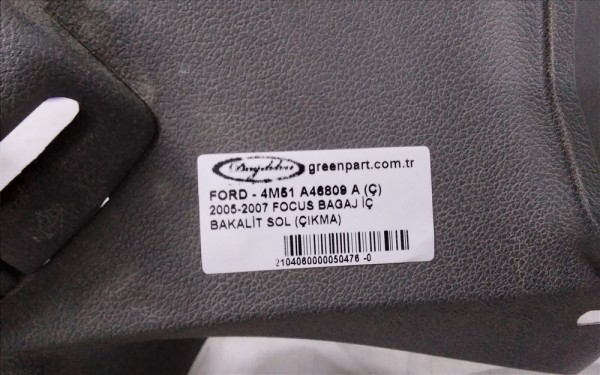 greenpart.com.tr
FORD - 4M51 A46809 A (Ç)
2005-2007 FOCUS BAGAJ İÇ
BAKALİT SOL (ÇIKMA)
2104060000050476 -0